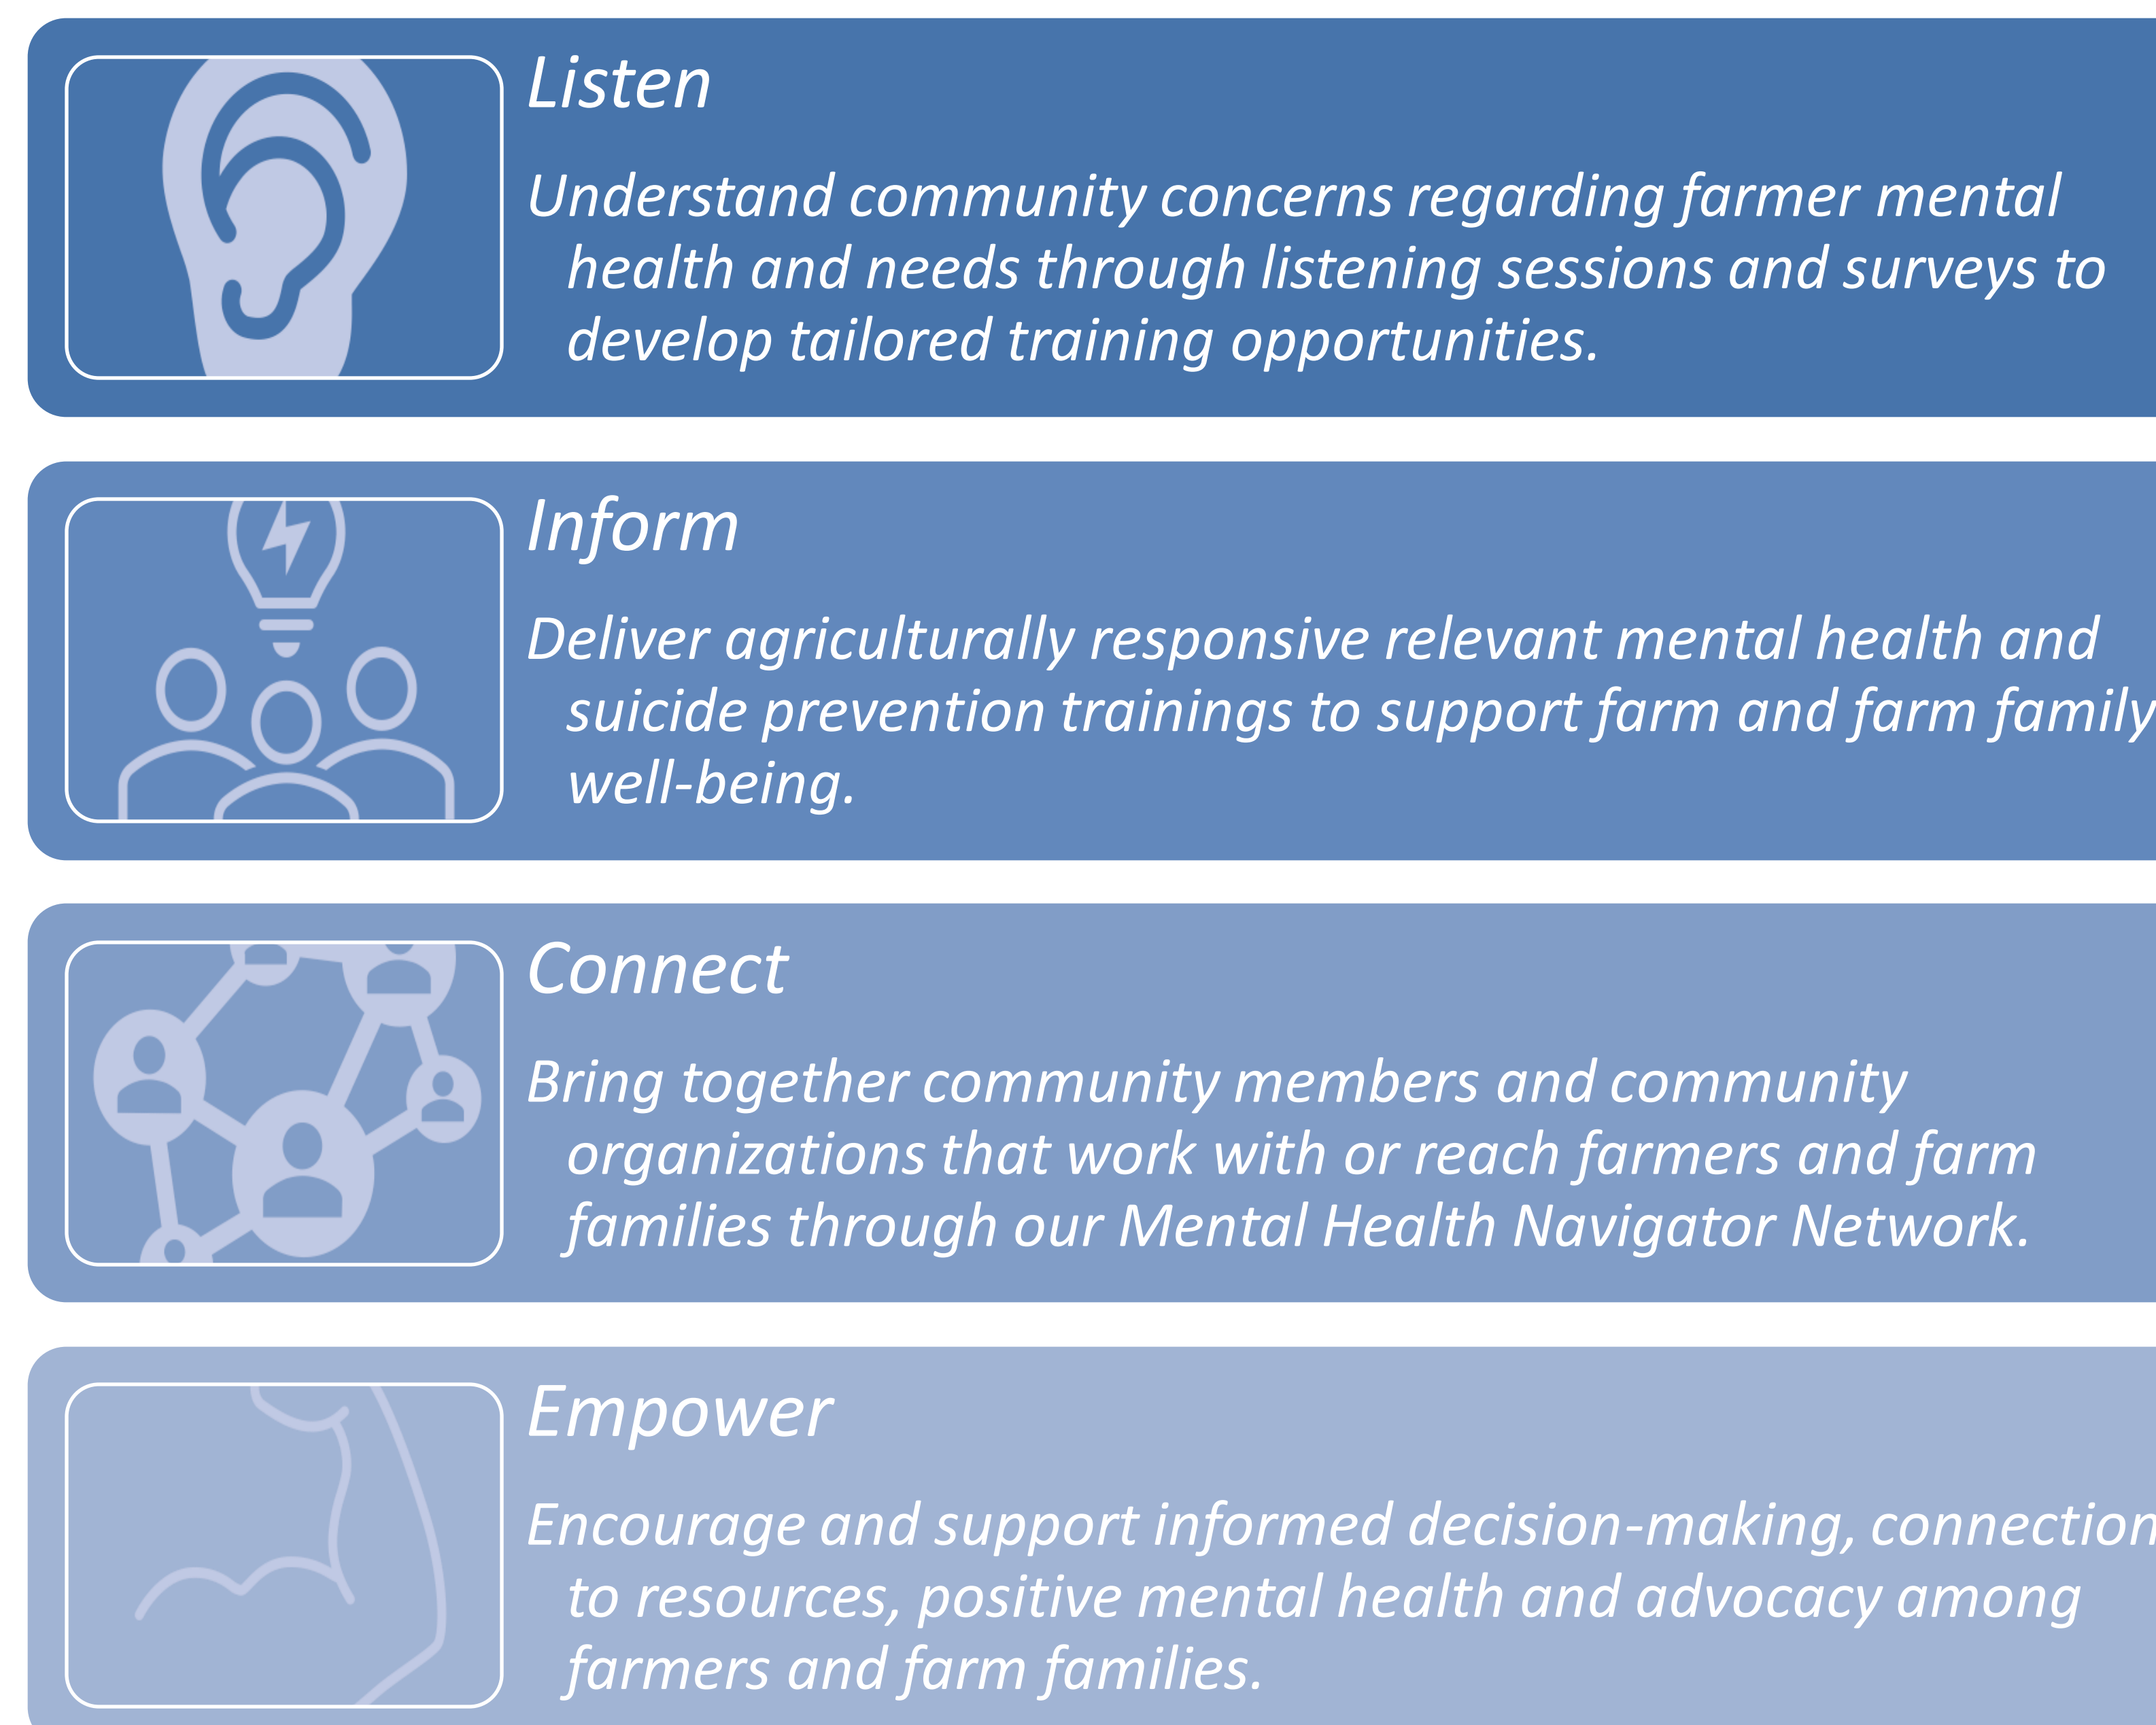 Listen
Understand community concerns regarding farmer mental
health and needs through listening sessions and surveys to
develop tailored training opportunities.
Inform
Deliver agriculturally responsive relevant mental health and
suicide prevention trainings to support farm and farm family
well-being.
Connect
Bring together community members and community
organizations that work with or reach farmers and farm
families through our Mental Health Navigator Network.
Empower
Encourage and support informed decision-making, connection
to resources, positive mental health and advocacy among
farmers and farm families.